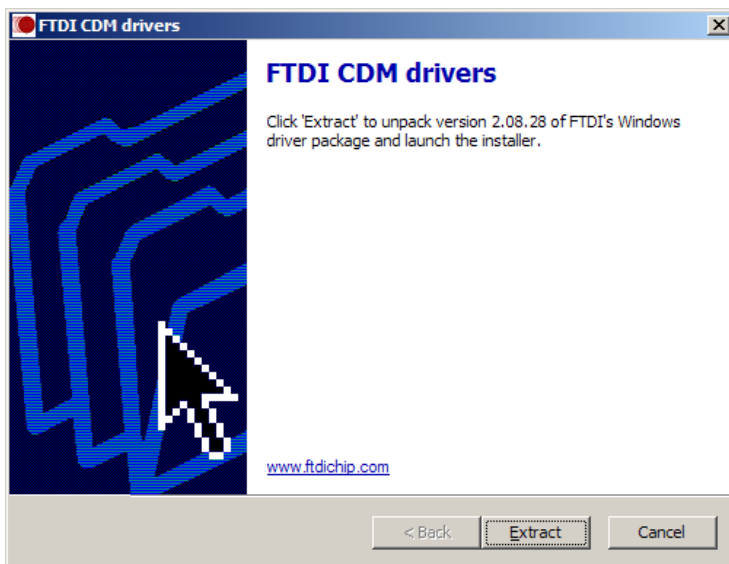 FTDI CDM drivers
FTDI CDM drivers
Click 'Extract' to unpack version 2.08.28 of FTDI's Windows
driver package and launch the installer.
www.ftdichip.com
< Back Extract Cancel